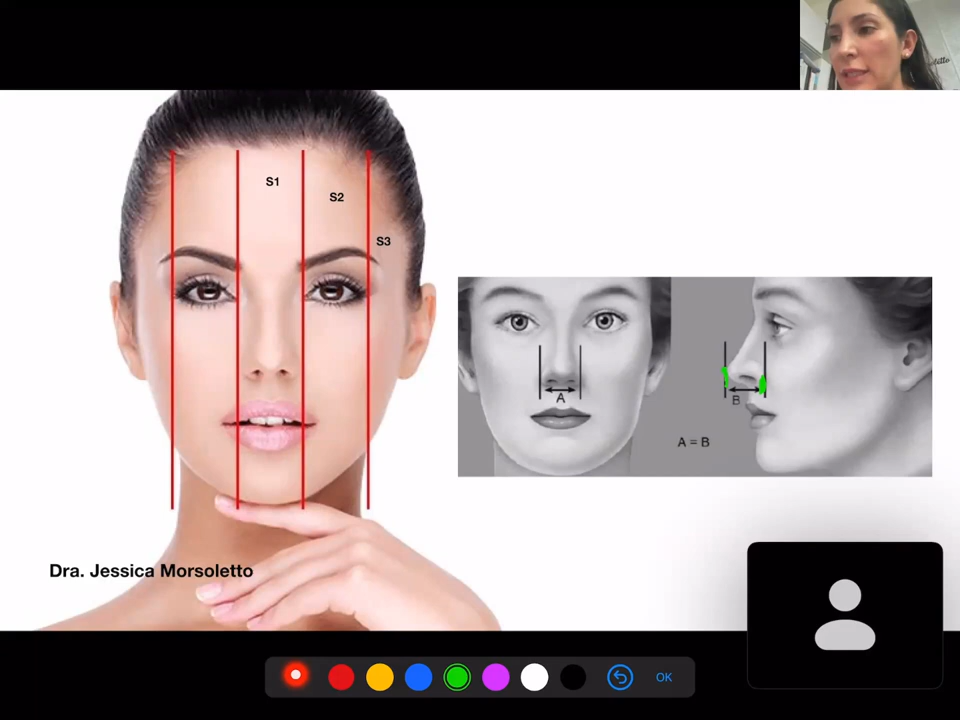 S1
S2
S3
A
B
A = B
Dra. Jessica Morsoletto
OK